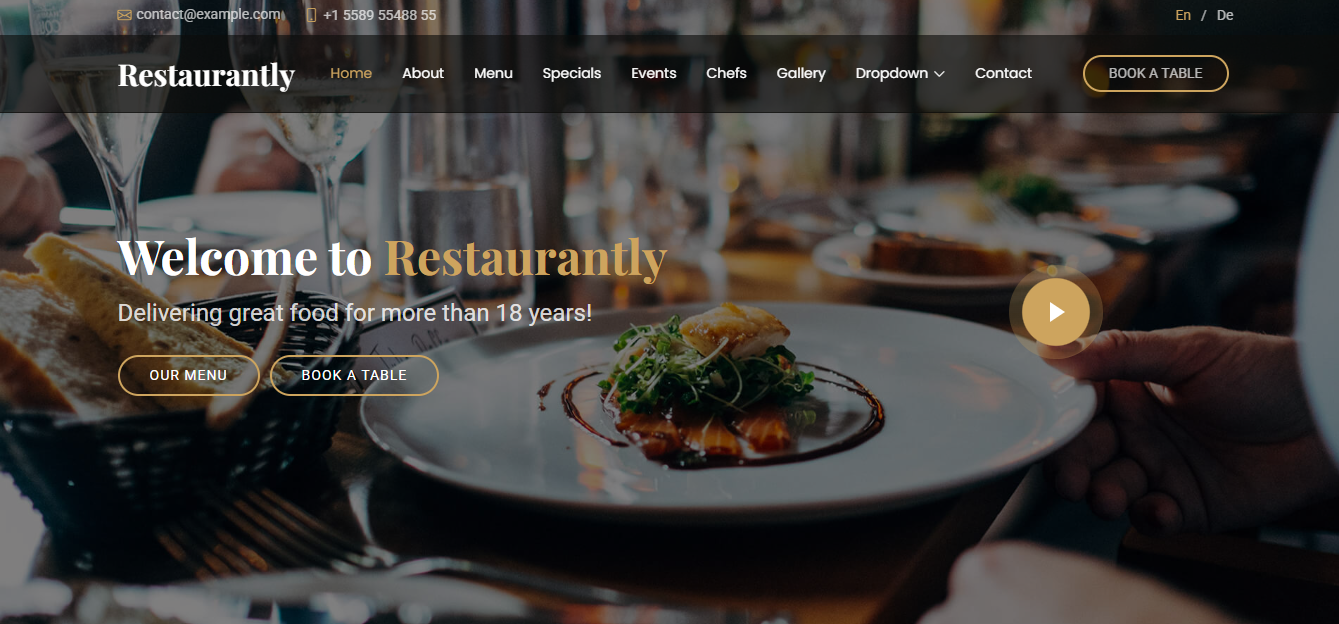 contact@example.com +1 5589 55488 55 En / De
Restaurantly Home About Menu Specials Events Chefs Gallery Dropdown Contact BOOK A TABLE
Welcome to Restaurantly
Delivering great food for more than 18 years!
OUR MENU BOOK A TABLE